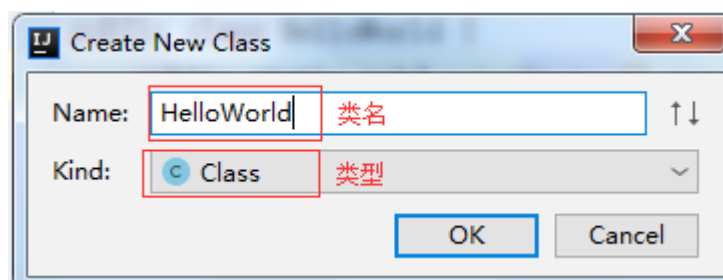 Create New Class
Name: HelloWorld 类名
Kind: C Class 类型
OK Cancel